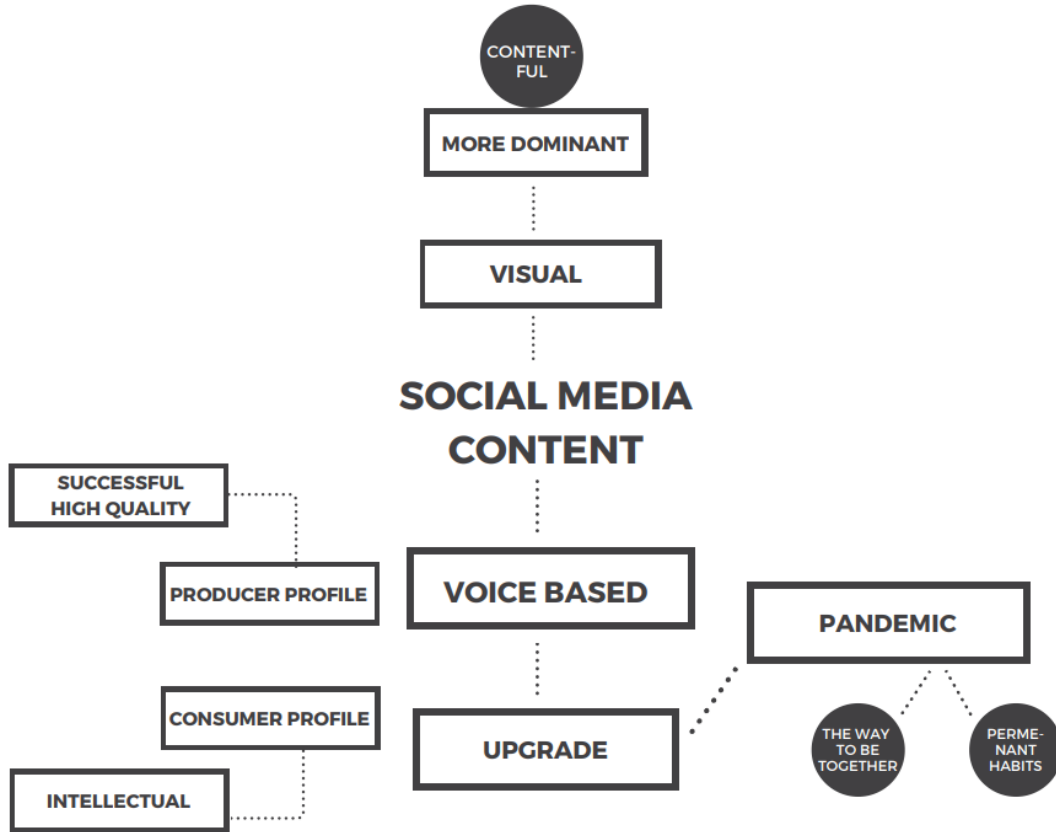 CONTENT-
FUL
MORE DOMINANT
VISUAL
SOCIAL MEDIA
CONTENT
SUCCESSFUL
HIGH QUALITY
PRODUCER PROFILE
VOICE BASED
PANDEMIC
CONSUMER PROFILE
UPGRADE
THE WAY
TO BE
TOGETHER
PERME-
NANT
HABITS
INTELLECTUAL